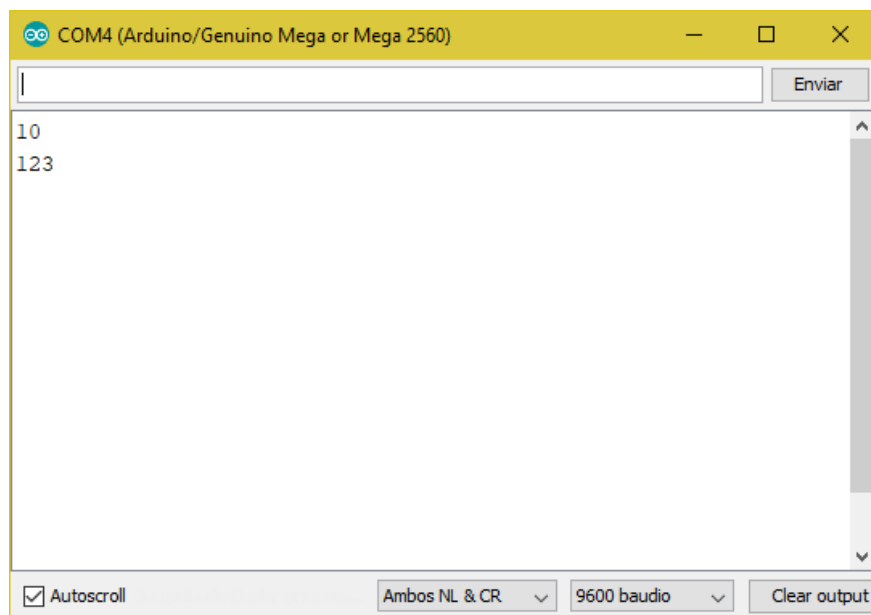 COM4 (Arduino/Genuino Mega or Mega 2560)
Enviar
10
123
Autoscroll
Ambos NL & CR
9600 baudio
Clear output